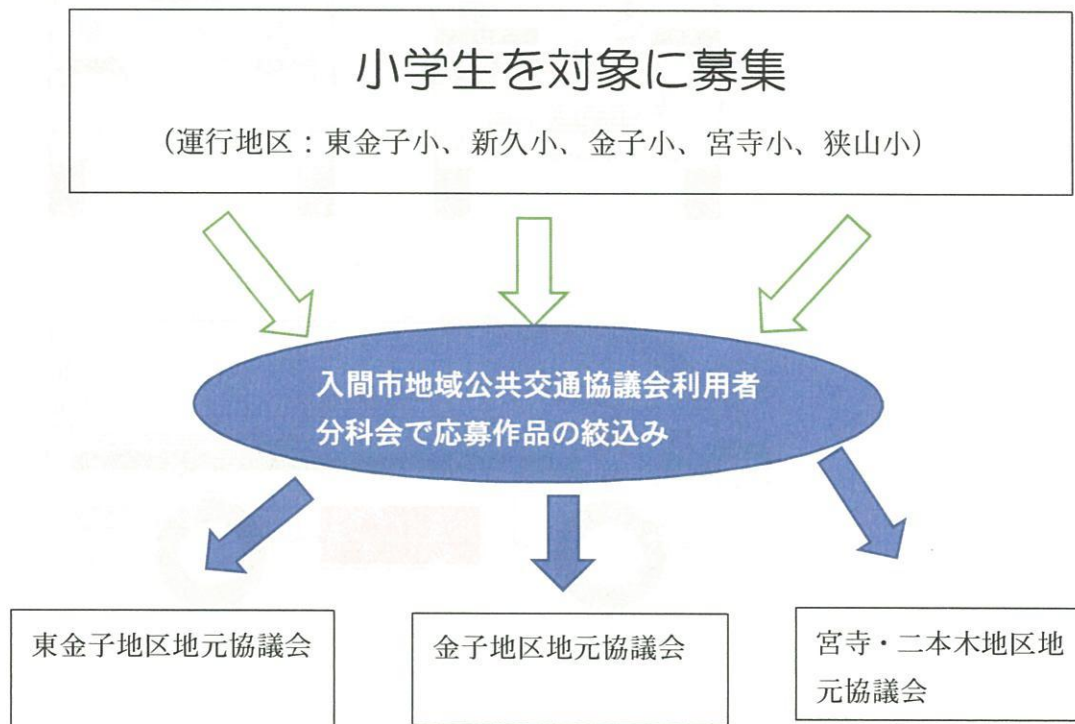 小学生を対象に募集
（運行地区：東金子小、新久小、金子小、宮寺小、狭山小）
入間市地域公共交通協議会利用者
分科会で応募作品の絞込み
東金子地区地元協議会
金子地区地元協議会
宮寺・二本木地区地
元協議会